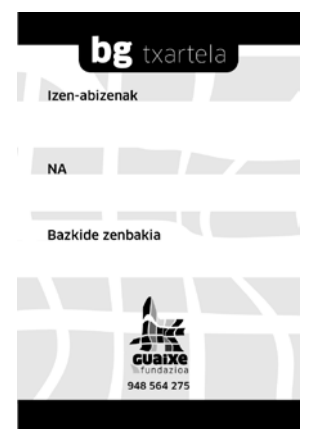 bg txartela
Izen-abizenak
NA
Bazkide zenbakia
GUAIXE
fundazioa
948 564 275